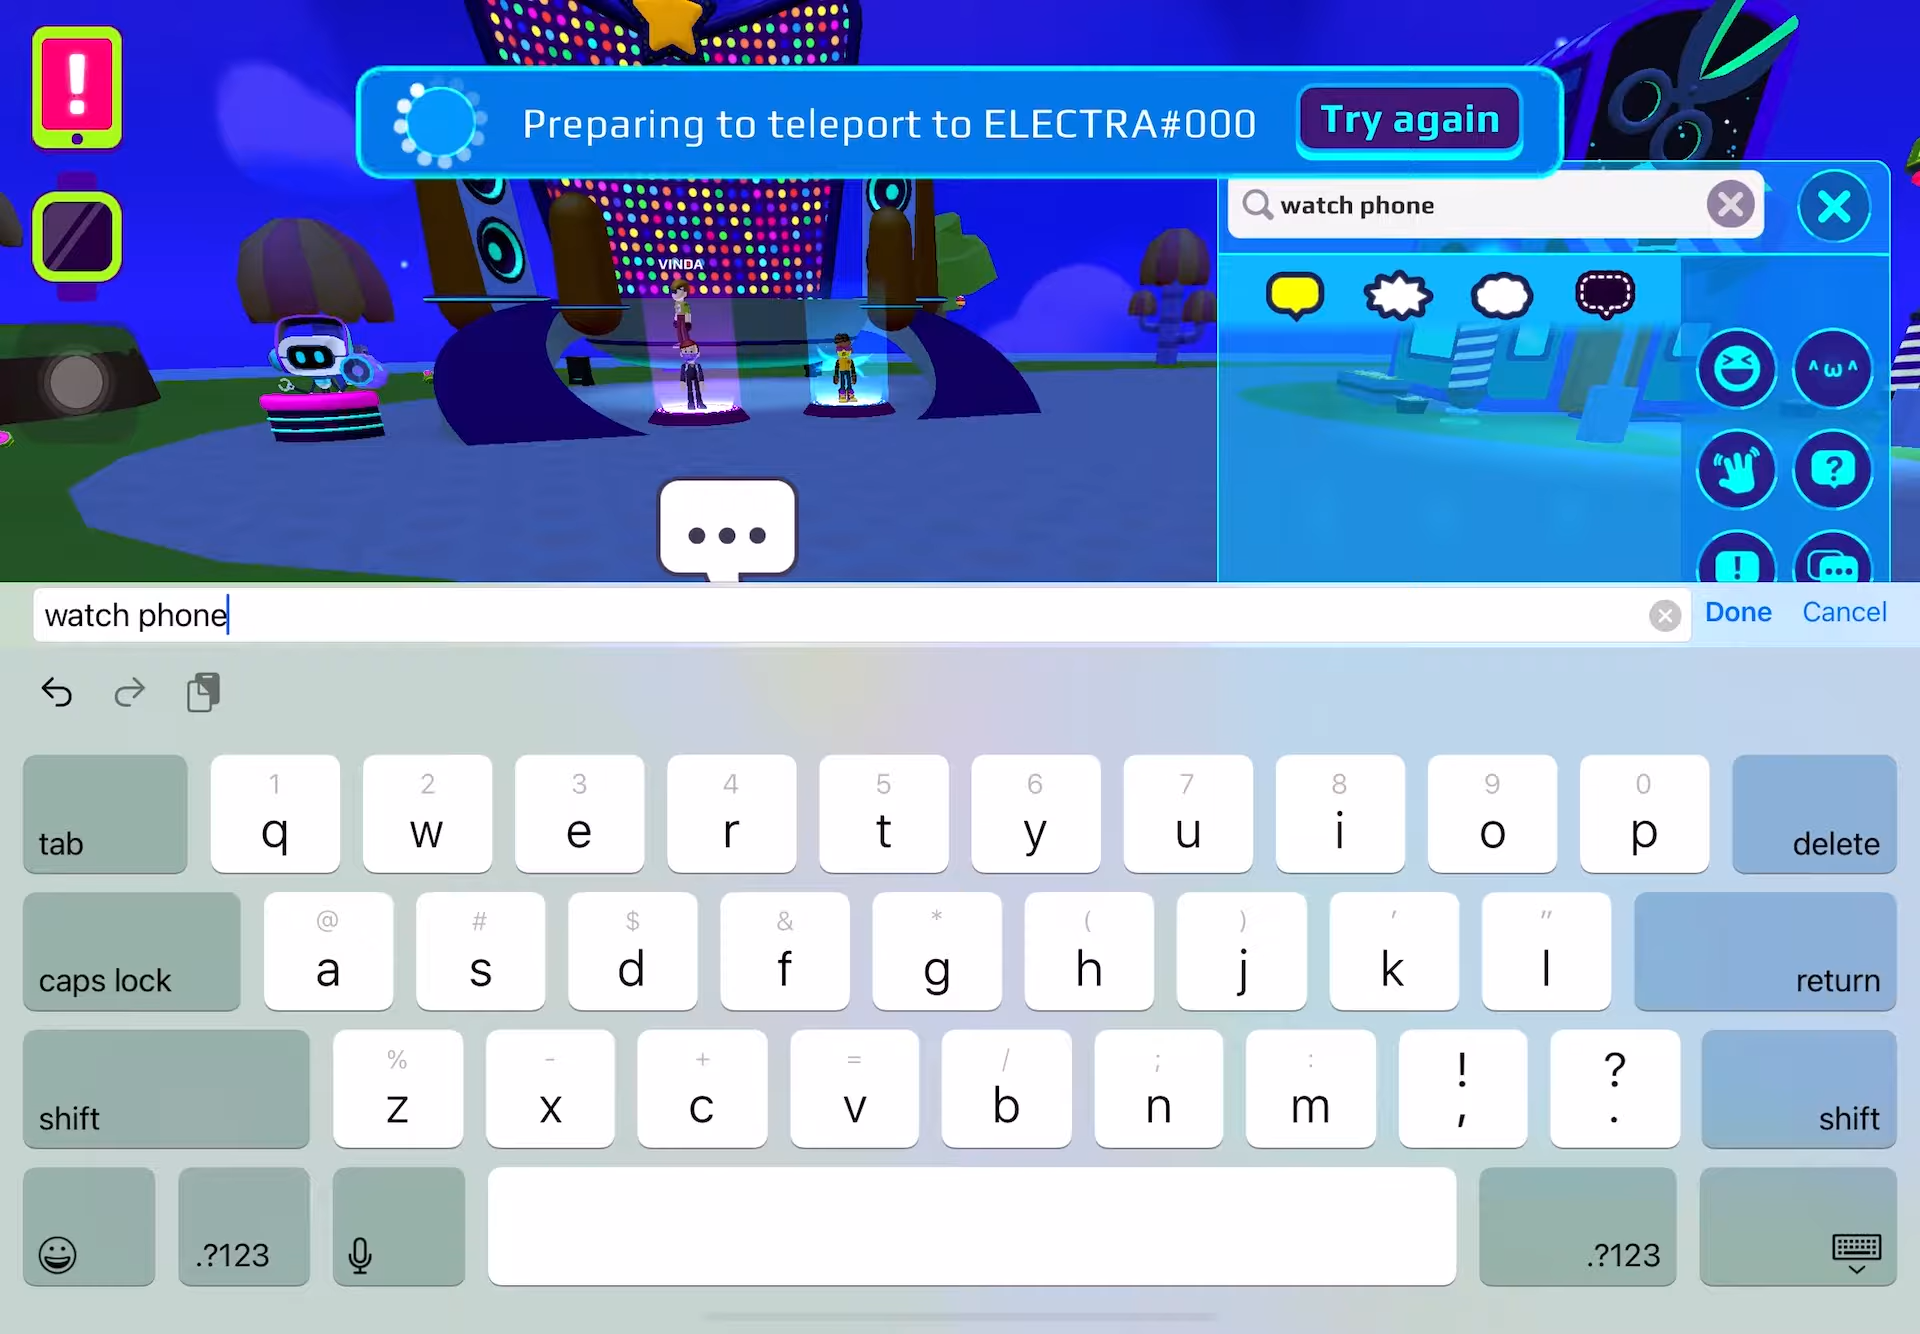 Preparing to teleport to ELECTRA#000
Try again
watch phone
VINDA
^ω^
?
!
watch phone
Done
Cancel
1 2 3 4 5 6 7 8 9 0
tab q w e r t y u i o p delete
@ # $ & * ( ) ' "
caps lock a s d f g h j k l return
% - + = / ; : ! ?
shift z x c v b n m , . shift
.?123 .?123